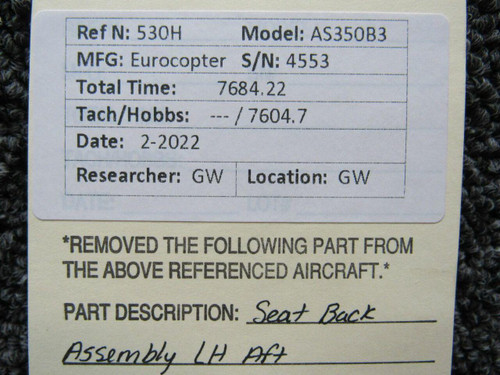 Ref N: 530H Model: AS350B3
MFG: Eurocopter S/N: 4553
Total Time: 7684.22
Tach/Hobbs: --- / 7604.7
Date: 2-2022
Researcher: GW Location: GW
*REMOVED THE FOLLOWING PART FROM
THE ABOVE REFERENCED AIRCRAFT.*
PART DESCRIPTION: Seat Back
Assembly LH Aft